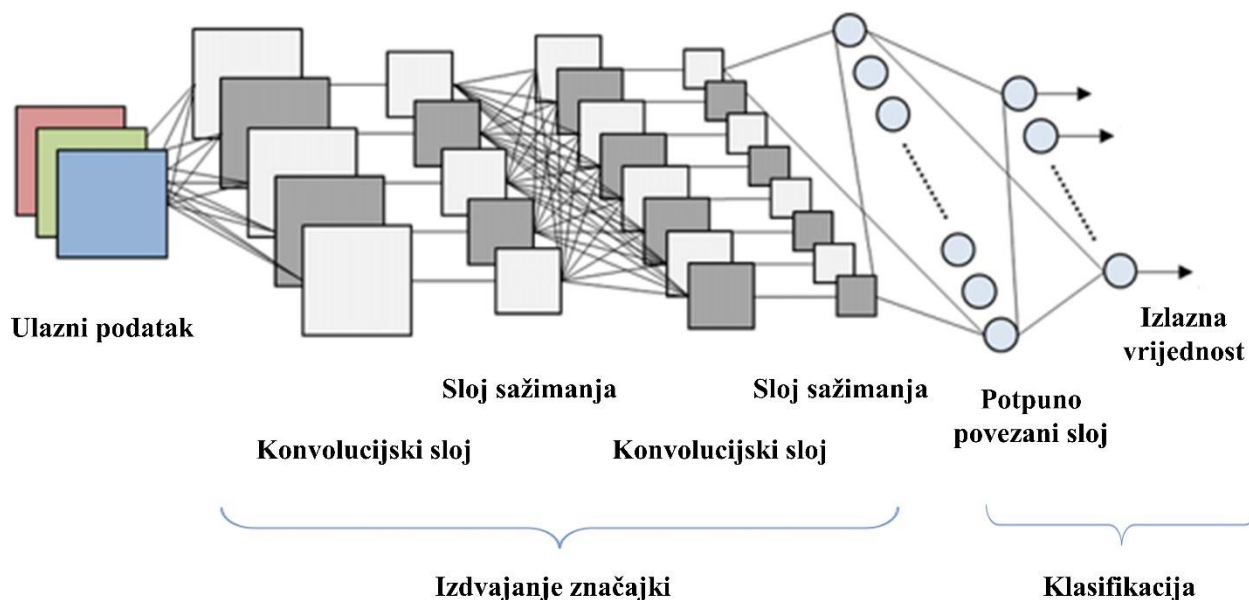 Ulazni podatak
Izlazna
vrijednost
Sloj sažimanja
Sloj sažimanja
Potpuno
povezani sloj
Konvolucijski sloj
Konvolucijski sloj
Izdvajanje značajki
Klasifikacija